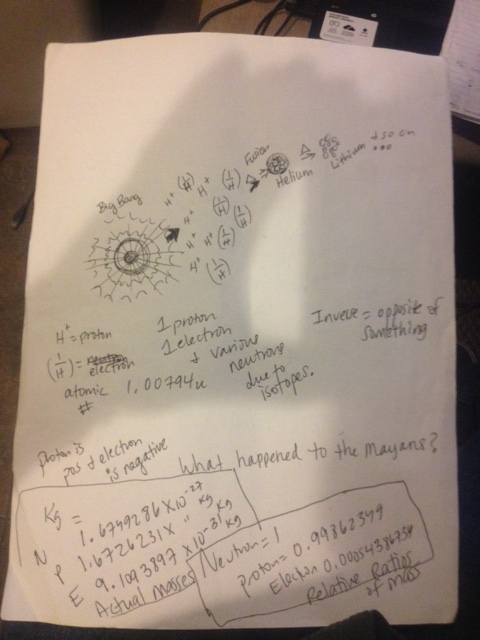 Big Bang
H+ (1/H) H+ (1/H)
H+ (1/H) (1/H)
H+ H+ (1/H)
H+ (1/H)
Fusion
Helium
Lithium
+ so on
...
H+ = proton
(1/H) = electron
atomic
#
1.00794u
1 proton
1 electron
+ various
neutrons
due to
isotopes.
Inverse = opposite of
something
proton is
pos + electron
is negative
What happened to the Mayans?
Kg =
N 1.6749286 X 10-27 Kg
P 1.6726231 X " Kg
E 9.1093897 X 10-31 Kg
Actual Masses
Neutron = 1
proton = 0.99862349
Electron 0.00054386734
Relative Ratios
of mass